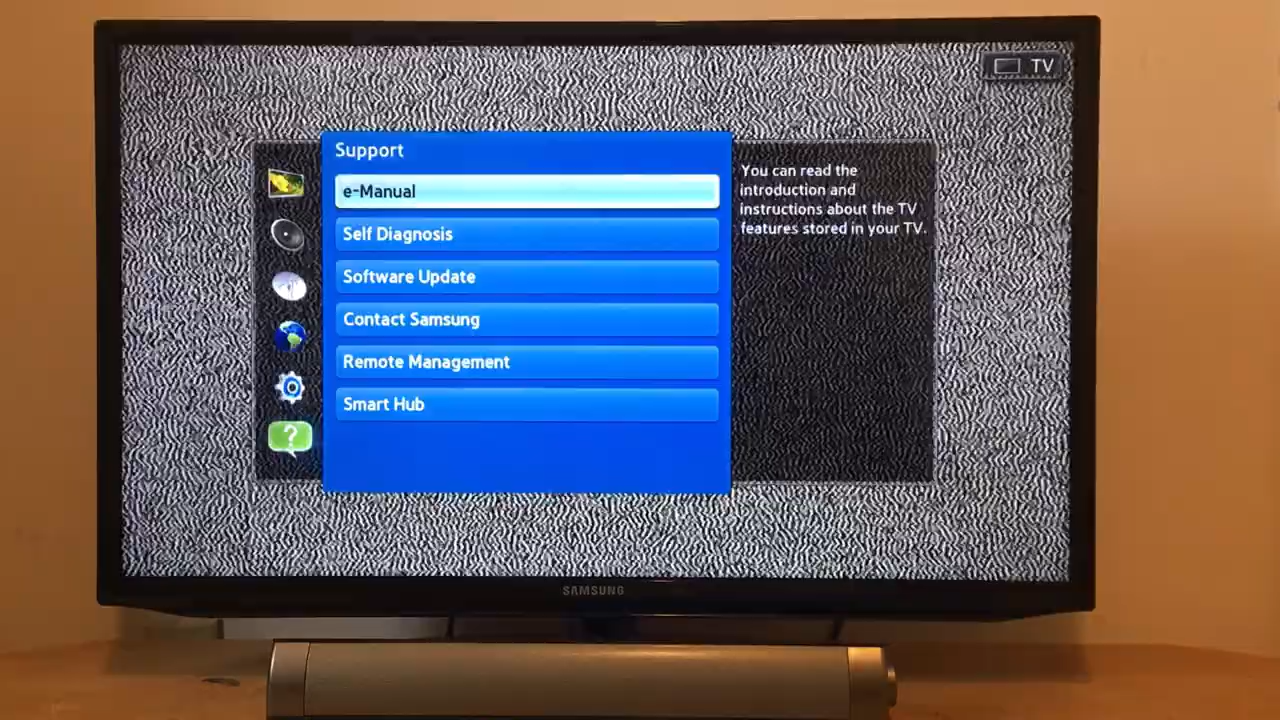 TV
Support
e-Manual
Self Diagnosis
Software Update
Contact Samsung
Remote Management
Smart Hub
You can read the
introduction and
instructions about the TV
features stored in your TV.
?
SAMSUNG